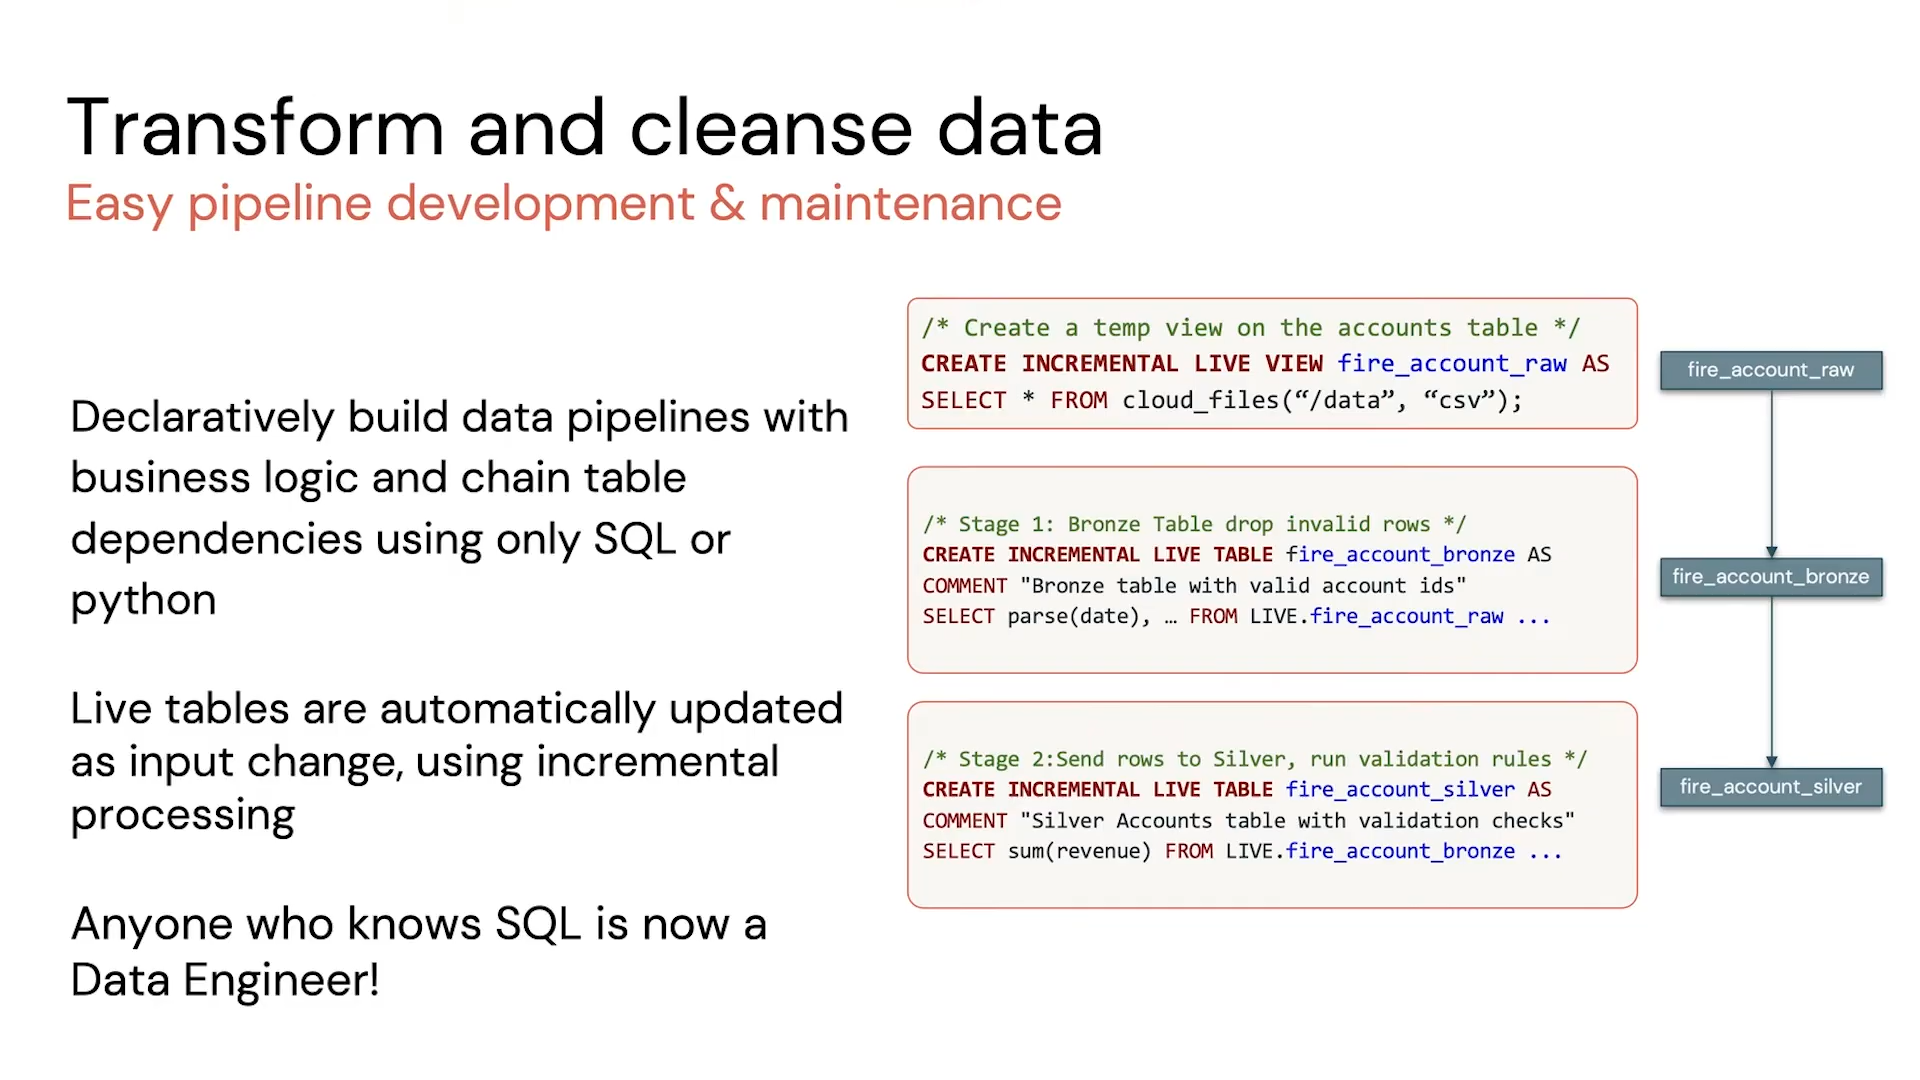 Transform and cleanse data
Easy pipeline development & maintenance
Declaratively build data pipelines with
business logic and chain table
dependencies using only SQL or
python
Live tables are automatically updated
as input change, using incremental
processing
Anyone who knows SQL is now a
Data Engineer!
/* Create a temp view on the accounts table */
CREATE INCREMENTAL LIVE VIEW fire_account_raw AS
SELECT * FROM cloud_files(“/data”, “csv”);
/* Stage 1: Bronze Table drop invalid rows */
CREATE INCREMENTAL LIVE TABLE fire_account_bronze AS
COMMENT "Bronze table with valid account ids"
SELECT parse(date), … FROM LIVE.fire_account_raw ...
/* Stage 2:Send rows to Silver, run validation rules */
CREATE INCREMENTAL LIVE TABLE fire_account_silver AS
COMMENT "Silver Accounts table with validation checks"
SELECT sum(revenue) FROM LIVE.fire_account_bronze ...
fire_account_raw
fire_account_bronze
fire_account_silver